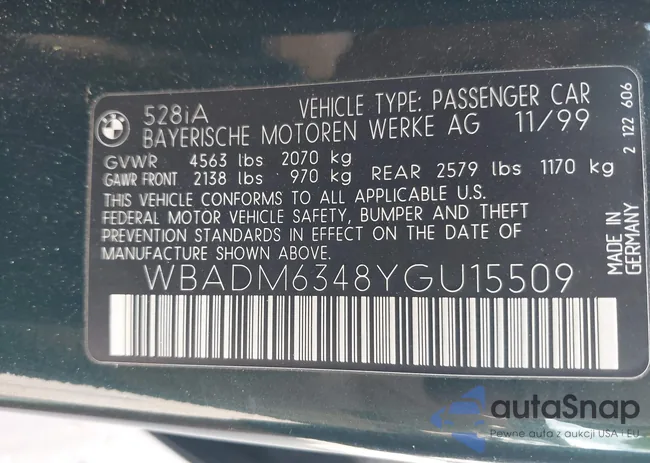 528iA VEHICLE TYPE: PASSENGER CAR
BAYERISCHE MOTOREN WERKE AG 11/99
GVWR 4563 lbs 2070 kg
GAWR FRONT 2138 lbs 970 kg REAR 2579 lbs 1170 kg
THIS VEHICLE CONFORMS TO ALL APPLICABLE U.S.
FEDERAL MOTOR VEHICLE SAFETY, BUMPER AND THEFT
PREVENTION STANDARDS IN EFFECT ON THE DATE OF
MANUFACTURE SHOWN ABOVE.
WBADM6348YGU15509
2 122 606
MADE IN
GERMANY
autaSnap
Pewne auto z aukcji USA i EU